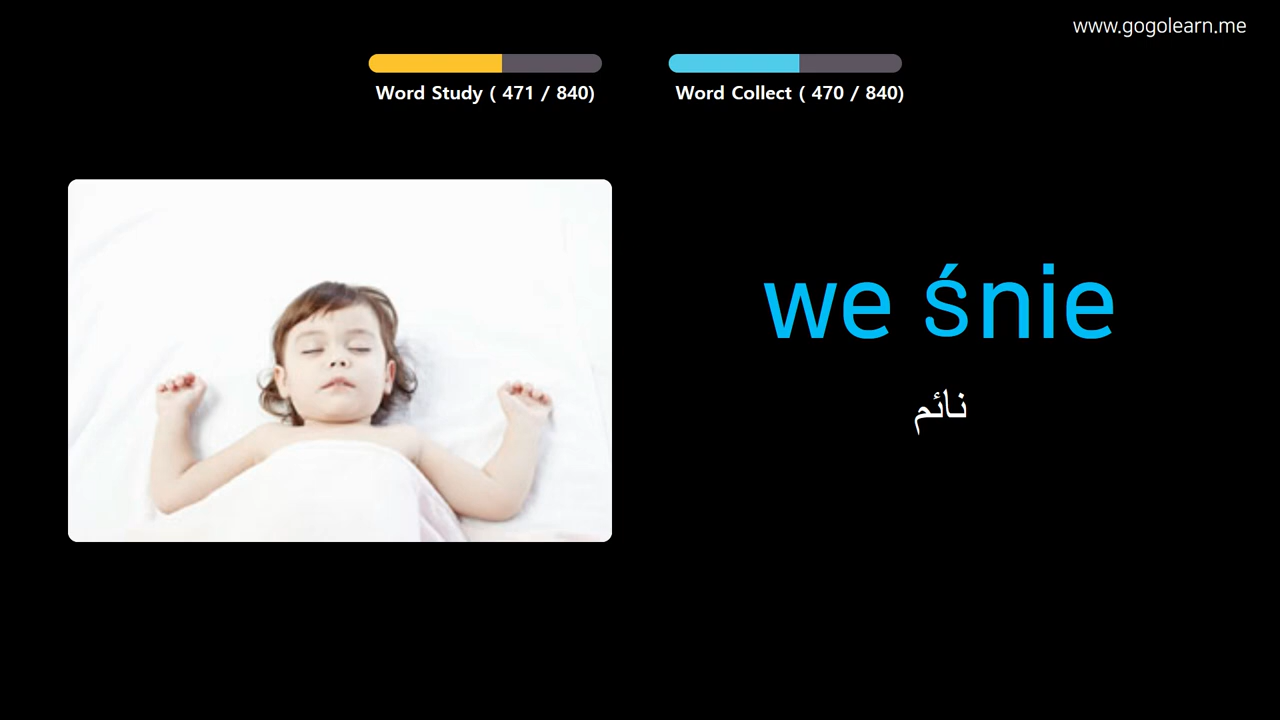 www.gogolearn.me
Word Study ( 471 / 840)
Word Collect ( 470 / 840)
we śnie
نائم